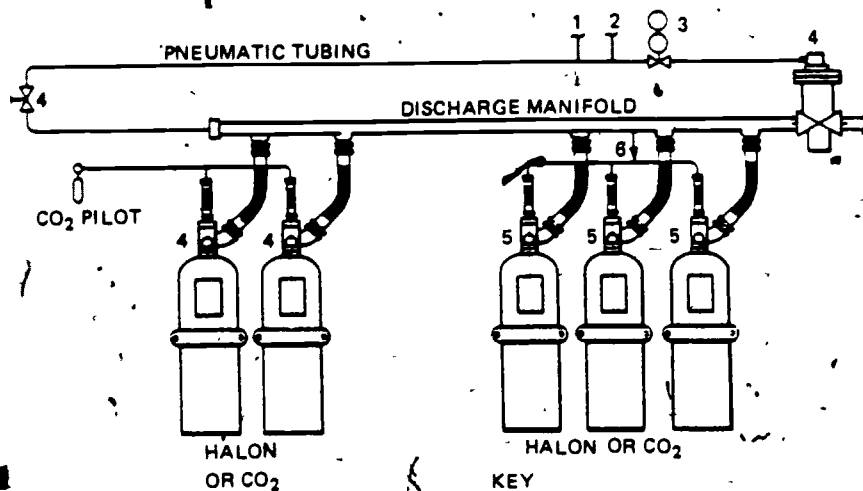 1 2 3 4
PNEUMATIC TUBING
4
DISCHARGE MANIFOLD
6
CO₂ PILOT
4 4 5 5 5
HALON
OR CO₂
HALON OR CO₂
KEY